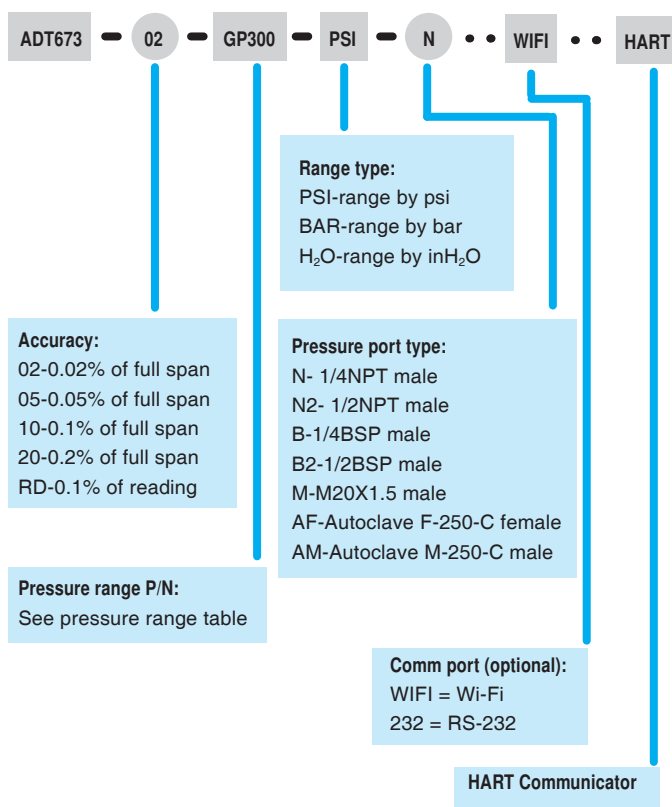 ADT673 02 GP300 PSI N WIFI HART
Range type:
PSI-range by psi
BAR-range by bar
H₂O-range by inH₂O
Accuracy:
02-0.02% of full span
05-0.05% of full span
10-0.1% of full span
20-0.2% of full span
RD-0.1% of reading
Pressure port type:
N- 1/4NPT male
N2- 1/2NPT male
B-1/4BSP male
B2-1/2BSP male
M-M20X1.5 male
AF-Autoclave F-250-C female
AM-Autoclave M-250-C male
Pressure range P/N:
See pressure range table
Comm port (optional):
WIFI = Wi-Fi
232 = RS-232
HART Communicator